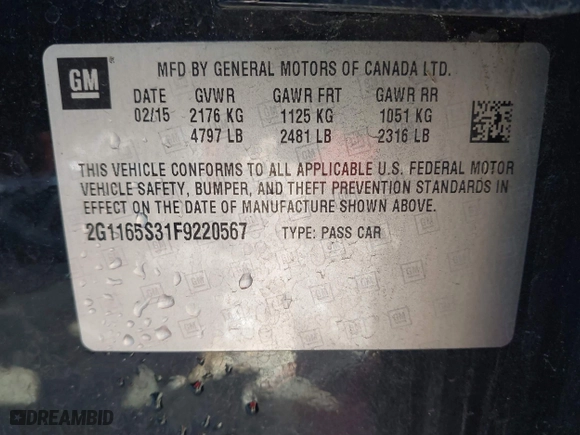 GM
MFD BY GENERAL MOTORS OF CANADA LTD.
DATE GVWR GAWR FRT GAWR RR
02/15 2176 KG 1125 KG 1051 KG
4797 LB 2481 LB 2316 LB
THIS VEHICLE CONFORMS TO ALL APPLICABLE U.S. FEDERAL MOTOR
VEHICLE SAFETY, BUMPER, AND THEFT PREVENTION STANDARDS IN
EFFECT ON THE DATE OF MANUFACTURE SHOWN ABOVE.
2G1165S31F9220567 TYPE: PASS CAR
DREAMBID